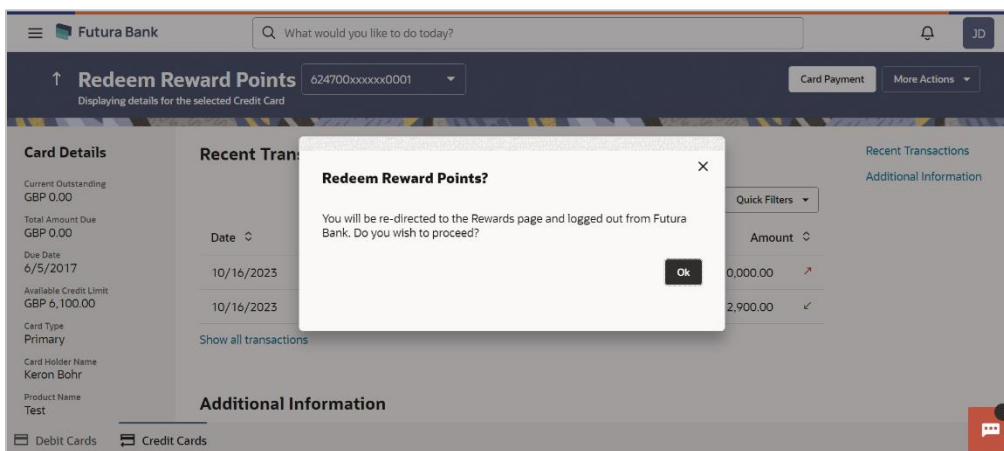 Futura Bank
What would you like to do today?
JD
Redeem Reward Points
624700xxxxxx0001
Card Payment
More Actions
Displaying details for the selected Credit Card
Card Details
Current Outstanding
GBP 0.00
Total Amount Due
GBP 0.00
Due Date
6/5/2017
Available Credit Limit
GBP 6,100.00
Card Type
Primary
Card Holder Name
Keron Bohr
Product Name
Test
Recent Trans
Quick Filters
Date
Amount
10/16/2023
0,000.00
10/16/2023
2,900.00
Show all transactions
Additional Information
Redeem Reward Points?
You will be re-directed to the Rewards page and logged out from Futura
Bank. Do you wish to proceed?
Ok
Recent Transactions
Additional Information
Debit Cards
Credit Cards